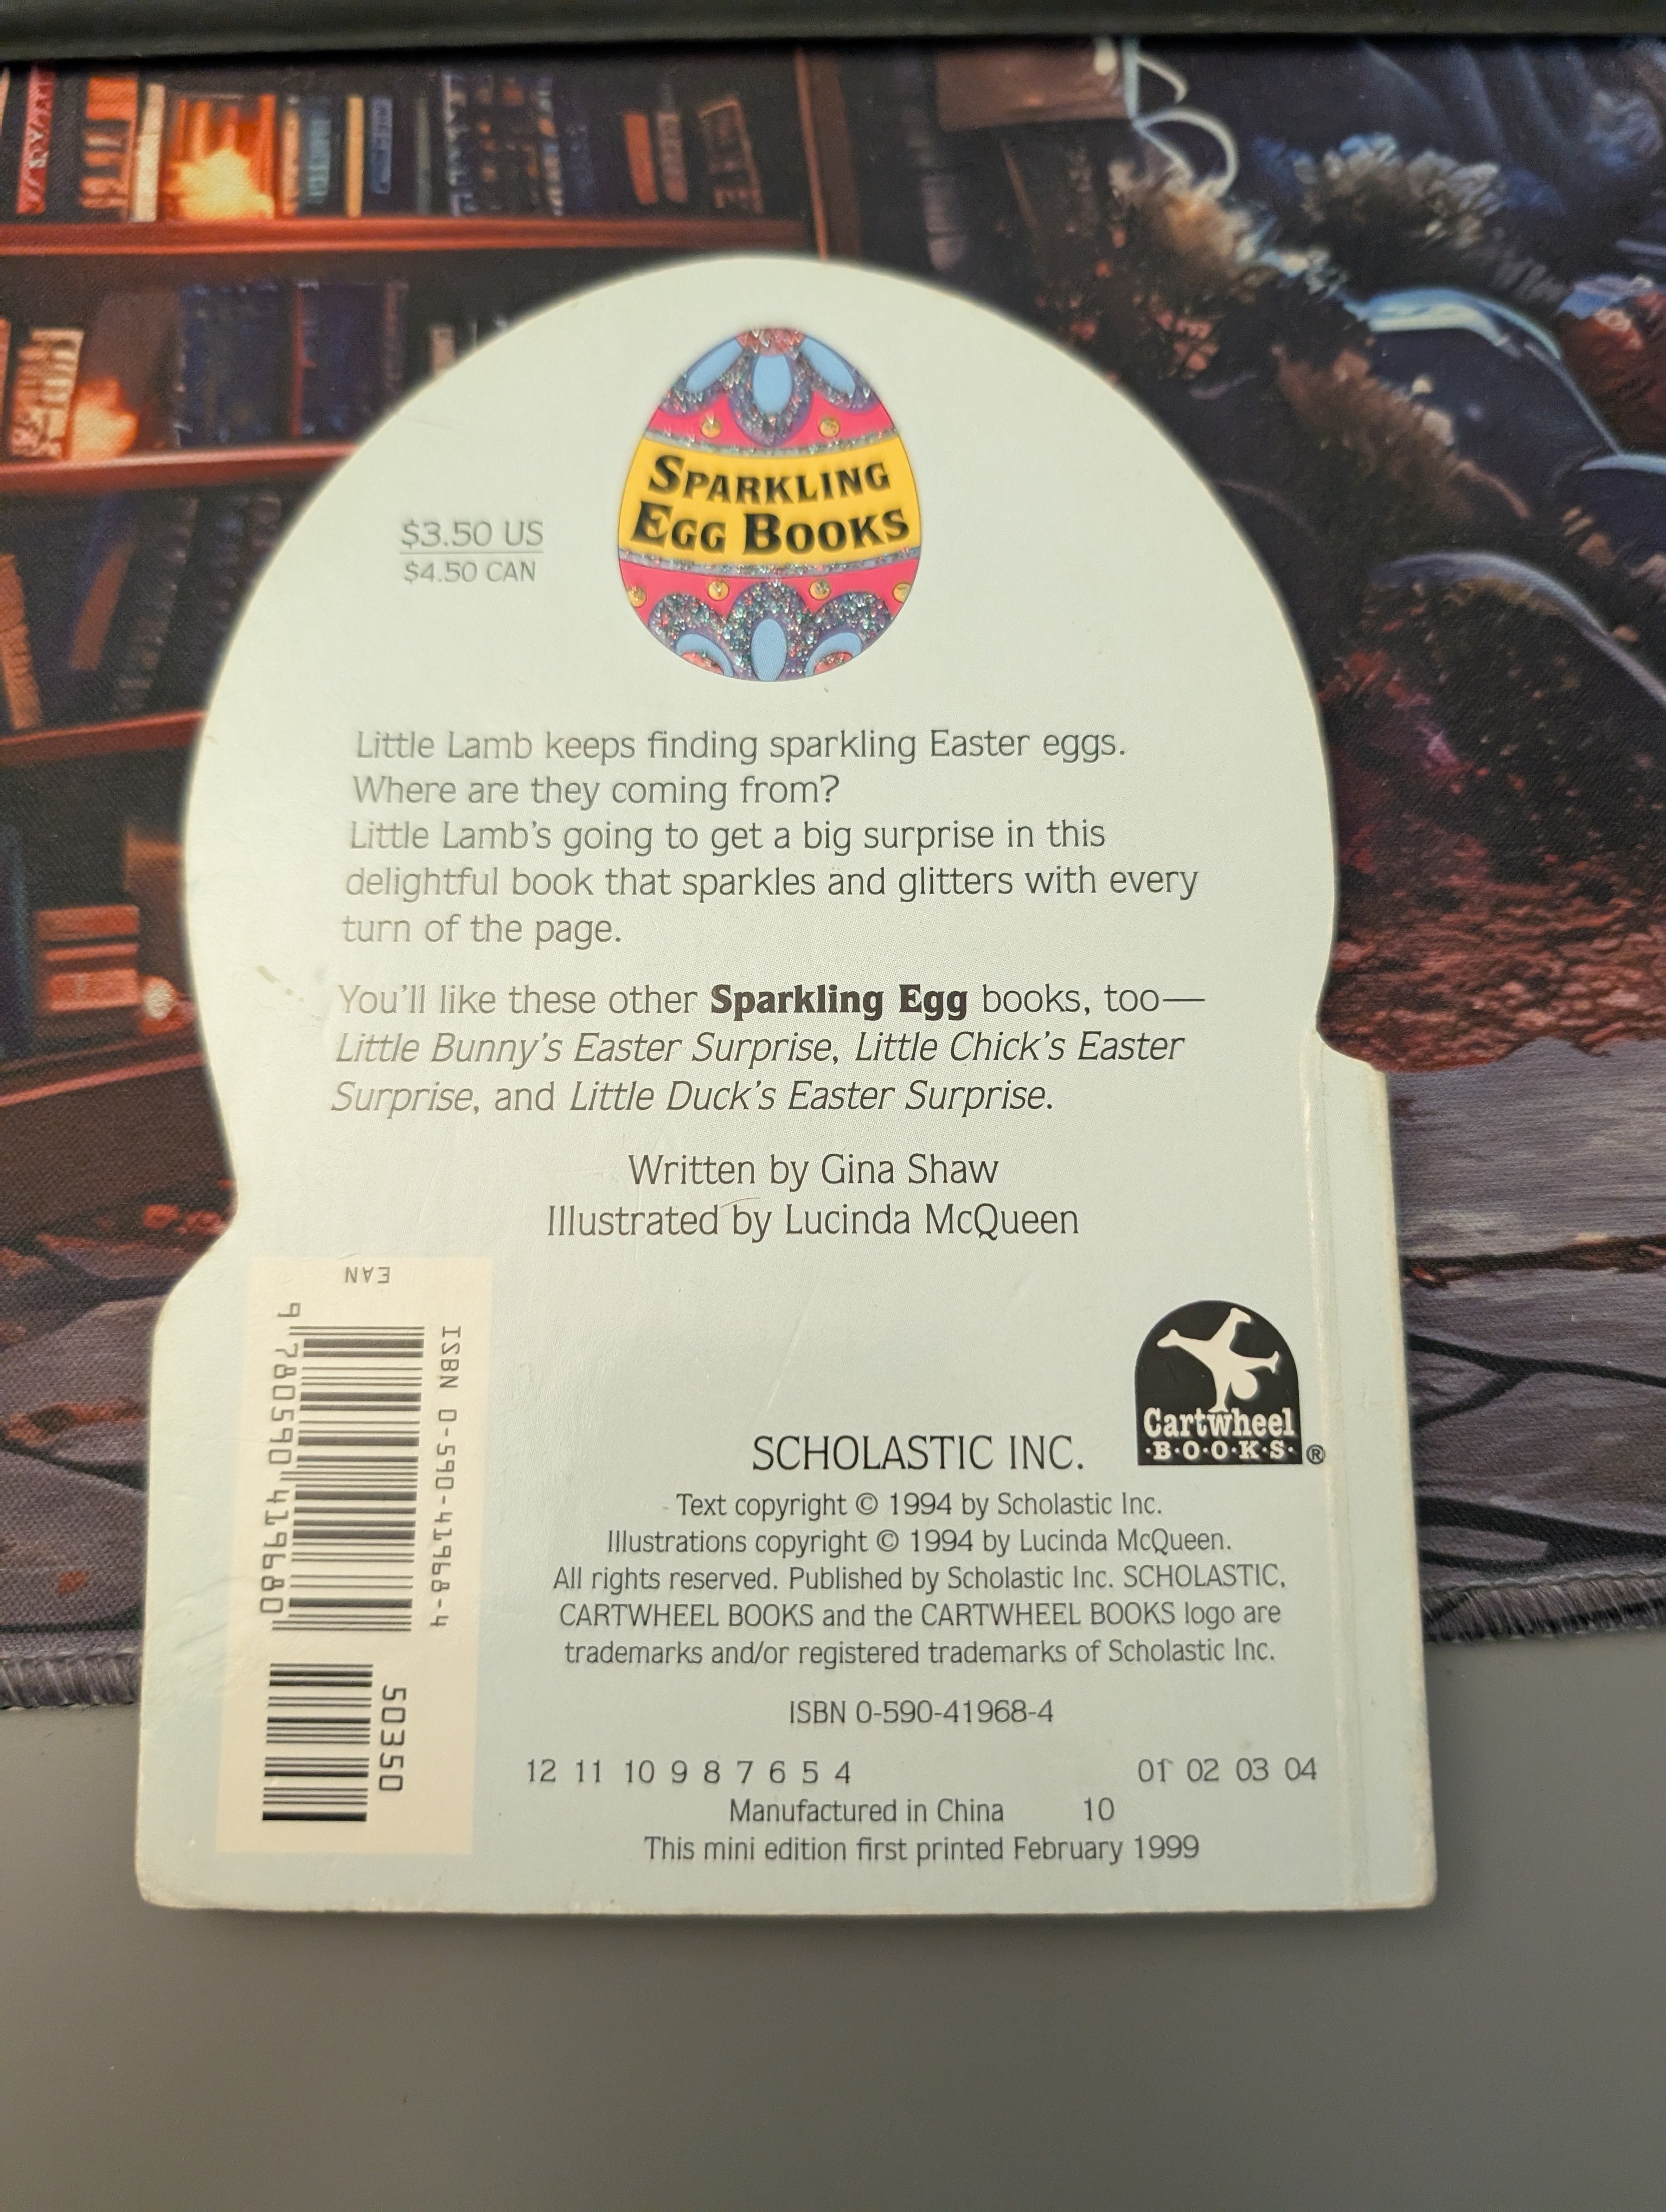 SPARKLING
EGG BOOKS
$3.50 US
$4.50 CAN
Little Lamb keeps finding sparkling Easter eggs.
Where are they coming from?
Little Lamb's going to get a big surprise in this
delightful book that sparkles and glitters with every
turn of the page.
You'll like these other Sparkling Egg books, too—
Little Bunny's Easter Surprise, Little Chick's Easter
Surprise, and Little Duck's Easter Surprise.
Written by Gina Shaw
Illustrated by Lucinda McQueen
EAN
ISBN 0-590-41968-4
9 780590 419680
50350
Cartwheel
·B·O·O·K·S· ®
SCHOLASTIC INC.
Text copyright © 1994 by Scholastic Inc.
Illustrations copyright © 1994 by Lucinda McQueen.
All rights reserved. Published by Scholastic Inc. SCHOLASTIC,
CARTWHEEL BOOKS and the CARTWHEEL BOOKS logo are
trademarks and/or registered trademarks of Scholastic Inc.
ISBN 0-590-41968-4
12 11 10 9 8 7 6 5 4 01 02 03 04
Manufactured in China 10
This mini edition first printed February 1999